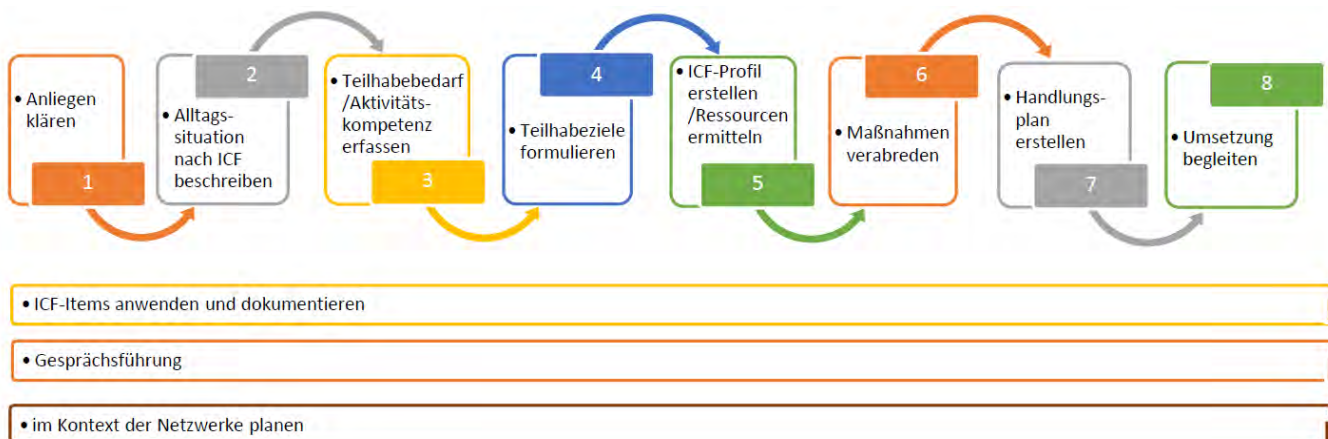 • Anliegen
klären
1
2
• Alltags-
situation
nach ICF
beschreiben
• Teilhabebedarf
/Aktivitäts-
kompetenz
erfassen
3
4
• Teilhabeziele
formulieren
• ICF-Profil
erstellen
/Ressourcen
ermitteln
5
6
• Maßnahmen
verabreden
• Handlungs-
plan
erstellen
7
8
• Umsetzung
begleiten
• ICF-Items anwenden und dokumentieren
• Gesprächsführung
• im Kontext der Netzwerke planen